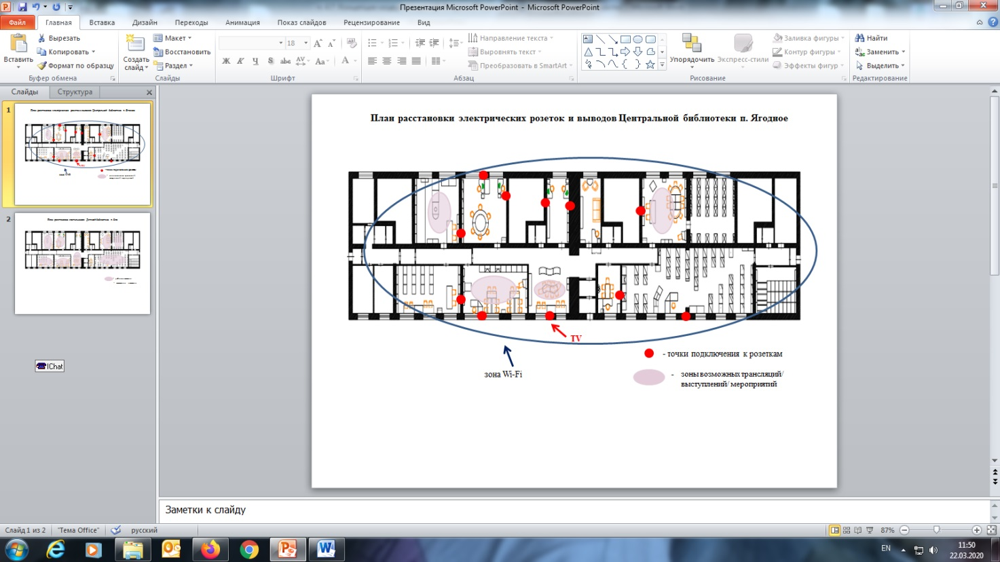 Презентация Microsoft PowerPoint - Microsoft PowerPoint
Файл Главная Вставка Дизайн Переходы Анимация Показ слайдов Рецензирование Вид
Вставить
Вырезать
Копировать
Формат по образцу
Буфер обмена
Создать слайд
Макет
Восстановить
Раздел
Слайды
18
Ж К Ч S abc AV Aa A
Шрифт
Направление текста
Выровнять текст
Преобразовать в SmartArt
Абзац
Упорядочить
Экспресс-стили
Заливка фигуры
Контур фигуры
Эффекты фигур
Рисование
Найти
Заменить
Выделить
Редактирование
Слайды Структура
1
2
IChat
План расстановки электрических розеток и выводов Центральной библиотеки п. Ягодное
TV
зона Wi-Fi
- точки подключения к розеткам
- зоны возможных трансляций/
выступлений/ мероприятий
Заметки к слайду
Слайд 1 из 2 "Тема Office" русский 87%
EN 11:50
22.03.2020